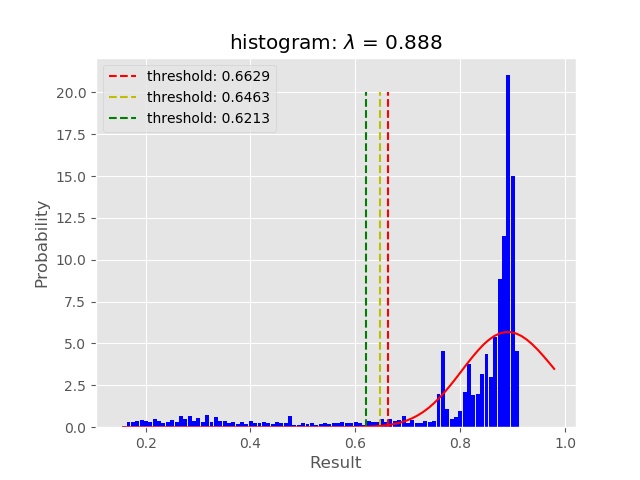 histogram: λ = 0.888
threshold: 0.6629
threshold: 0.6463
threshold: 0.6213
20.0
17.5
15.0
12.5
10.0
7.5
5.0
2.5
0.0
Probability
0.2 0.4 0.6 0.8 1.0
Result